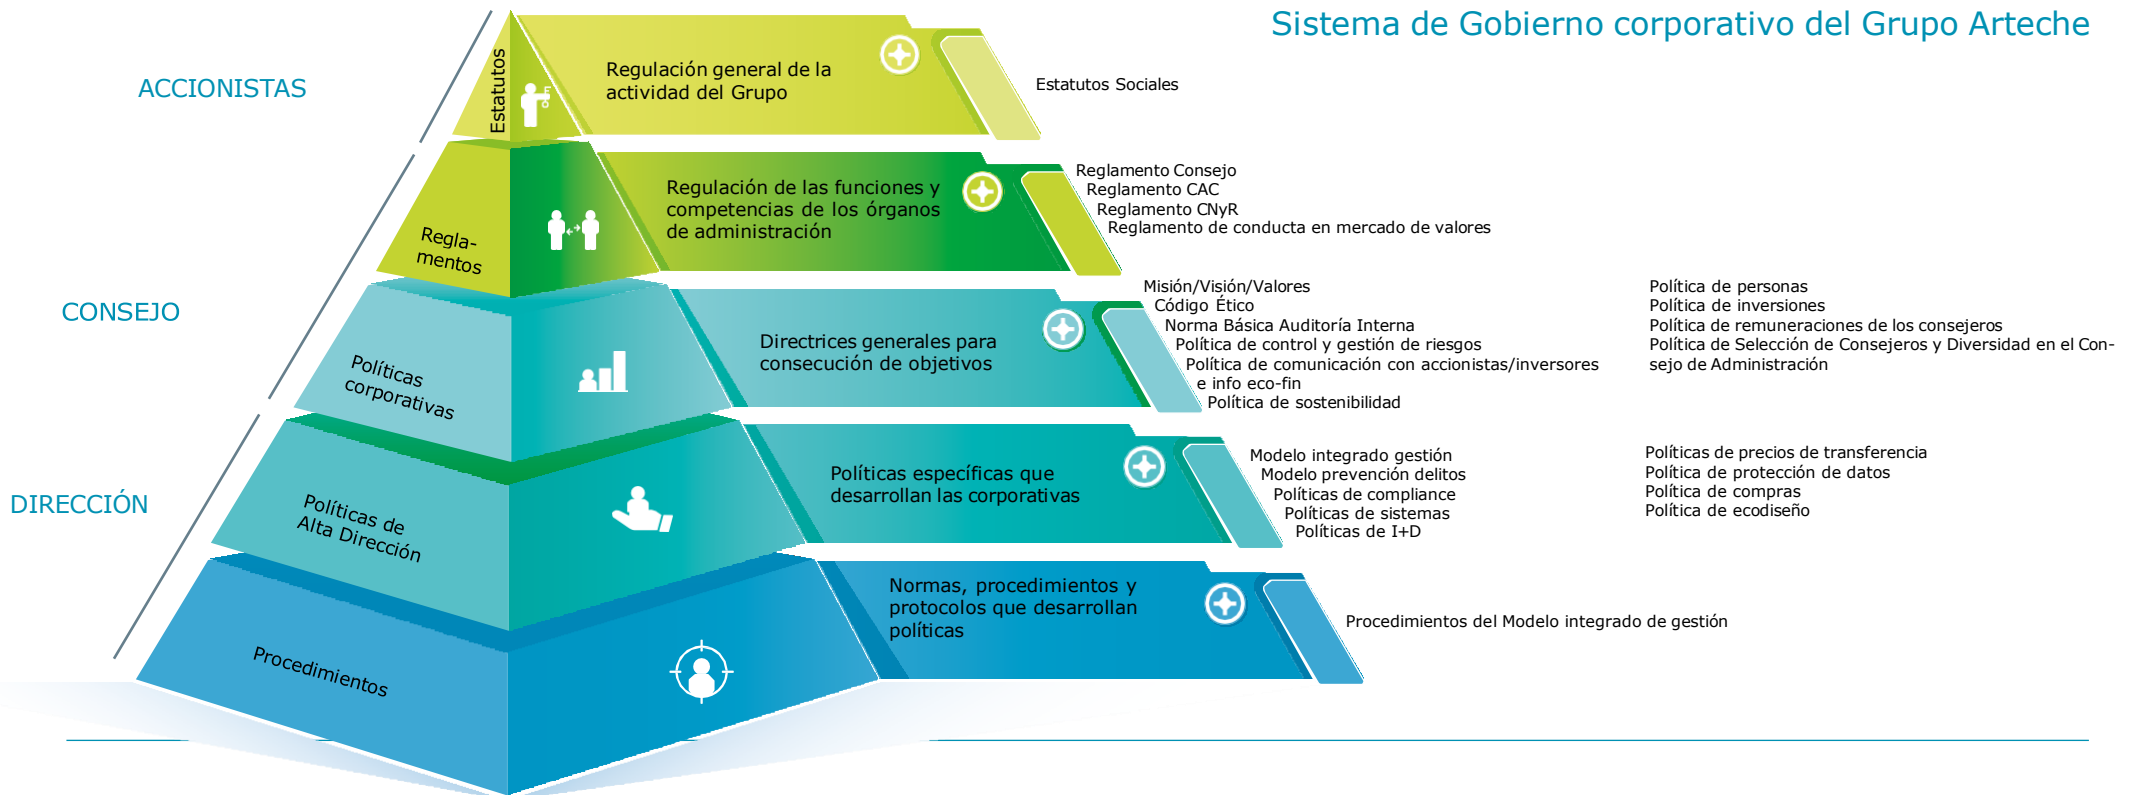 Sistema de Gobierno corporativo del Grupo Arteche
ACCIONISTAS
Estatutos
Regulación general de la
actividad del Grupo
Estatutos Sociales
CONSEJO
Regla-
mentos
Regulación de las funciones y
competencias de los órganos
de administración
Reglamento Consejo
Reglamento CAC
Reglamento CNyR
Reglamento de conducta en mercado de valores
Políticas
corporativas
Directrices generales para
consecución de objetivos
Misión/Visión/Valores
Código Ético
Norma Básica Auditoría Interna
Política de control y gestión de riesgos
Política de comunicación con accionistas/inversores
e info eco-fin
Política de sostenibilidad
Política de personas
Política de inversiones
Política de remuneraciones de los consejeros
Política de Selección de Consejeros y Diversidad en el Con-
sejo de Administración
DIRECCIÓN
Políticas de
Alta Dirección
Políticas específicas que
desarrollan las corporativas
Modelo integrado gestión
Modelo prevención delitos
Políticas de compliance
Políticas de sistemas
Políticas de I+D
Políticas de precios de transferencia
Política de protección de datos
Política de compras
Política de ecodiseño
Procedimientos
Normas, procedimientos y
protocolos que desarrollan
políticas
Procedimientos del Modelo integrado de gestión